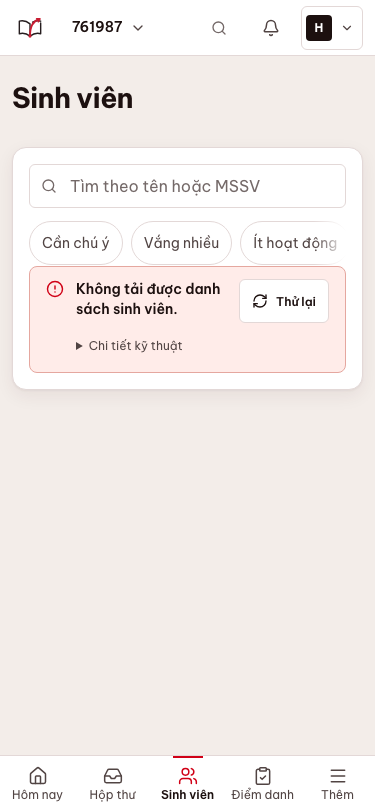 761987
H
Sinh viên
Tìm theo tên hoặc MSSV
Cần chú ý
Vắng nhiều
Ít hoạt động
Không tải được danh
sách sinh viên.
Thử lại
Chi tiết kỹ thuật
Hôm nay
Hộp thư
Sinh viên
Điểm danh
Thêm